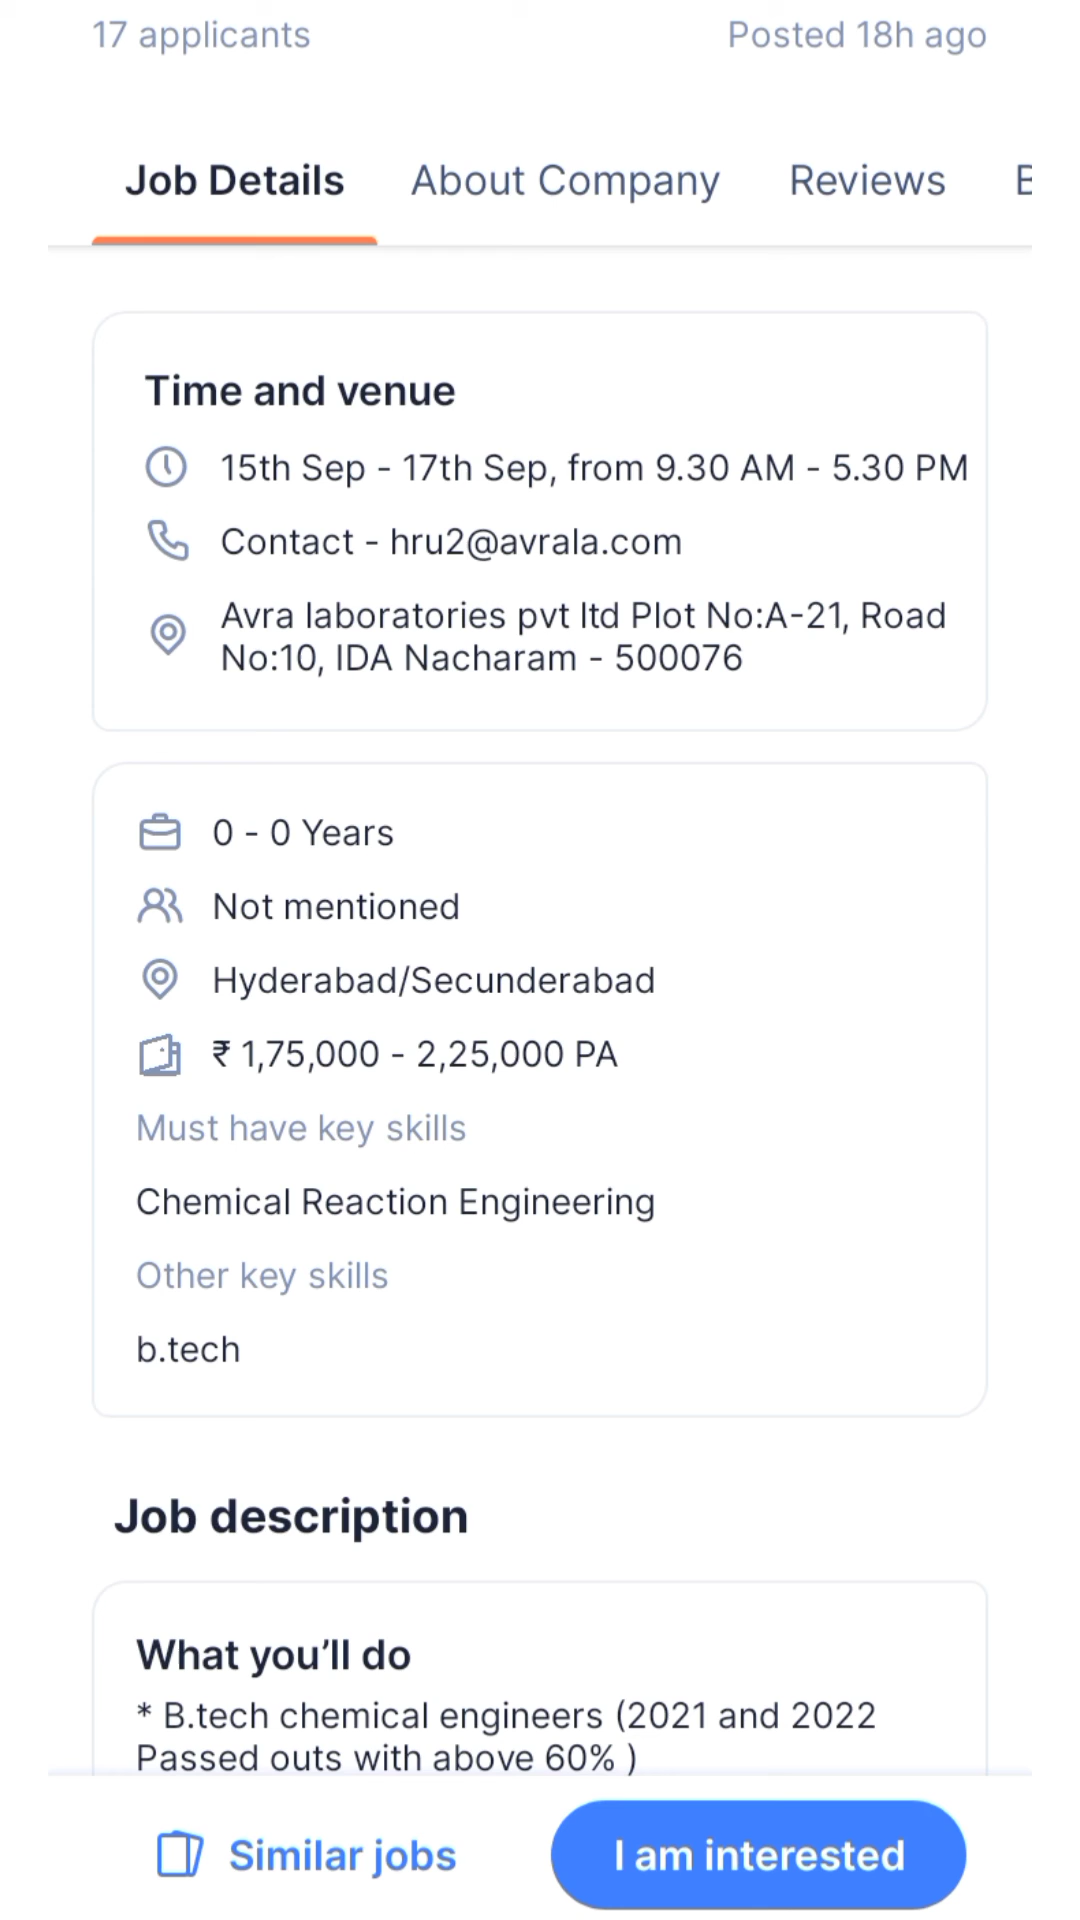 17 applicants
Posted 18h ago
Job Details
About Company
Reviews
Time and venue
15th Sep - 17th Sep, from 9.30 AM - 5.30 PM
Contact - hru2@avrala.com
Avra laboratories pvt ltd Plot No:A-21, Road
No:10, IDA Nacharam - 500076
0 - 0 Years
Not mentioned
Hyderabad/Secunderabad
₹ 1,75,000 - 2,25,000 PA
Must have key skills
Chemical Reaction Engineering
Other key skills
b.tech
Job description
What you’ll do
* B.tech chemical engineers (2021 and 2022
Passed outs with above 60% )
Similar jobs
I am interested